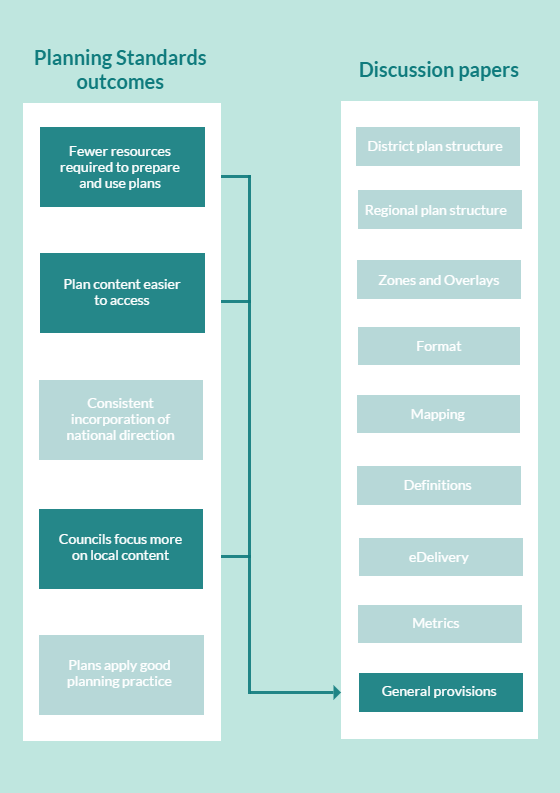 Planning Standards
outcomes
Fewer resources
required to prepare
and use plans
Plan content easier
to access
Consistent
incorporation of
national direction
Councils focus more
on local content
Plans apply good
planning practice
Discussion papers
District plan structure
Regional plan structure
Zones and Overlays
Format
Mapping
Definitions
eDelivery
Metrics
General provisions